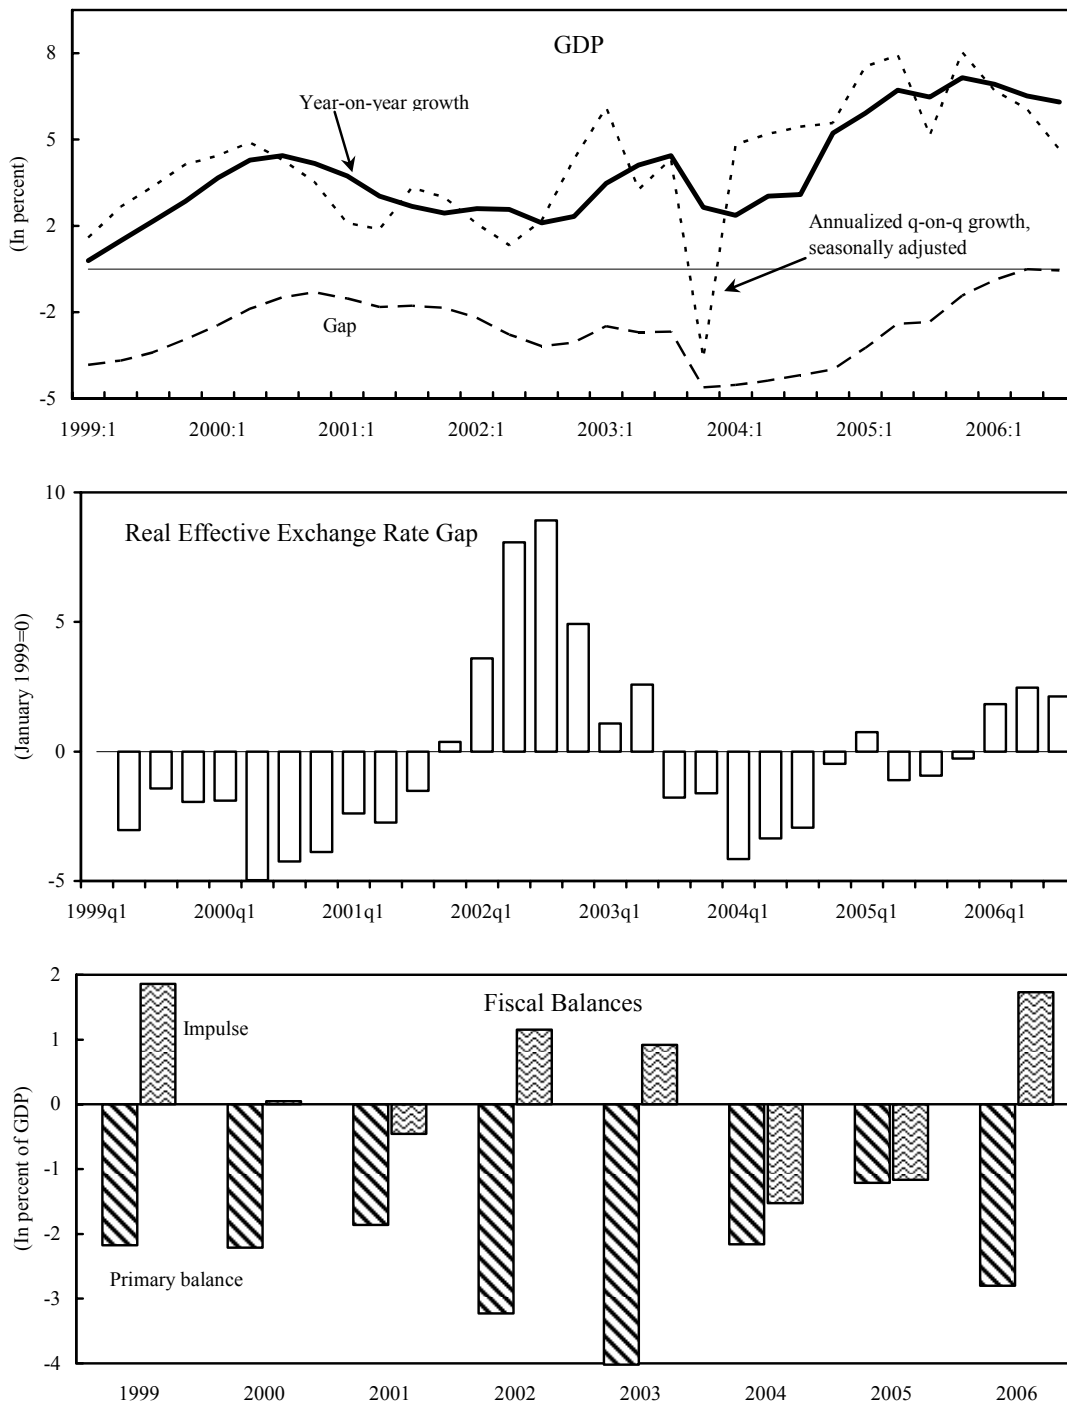 GDP
(In percent)
8
5
2
-2
-5
Year-on-year growth
Annualized q-on-q growth,
seasonally adjusted
Gap
1999:1 2000:1 2001:1 2002:1 2003:1 2004:1 2005:1 2006:1
Real Effective Exchange Rate Gap
(January 1999=0)
10
5
0
-5
1999q1 2000q1 2001q1 2002q1 2003q1 2004q1 2005q1 2006q1
Fiscal Balances
(In percent of GDP)
2
1
0
-1
-2
-3
-4
Impulse
Primary balance
1999 2000 2001 2002 2003 2004 2005 2006